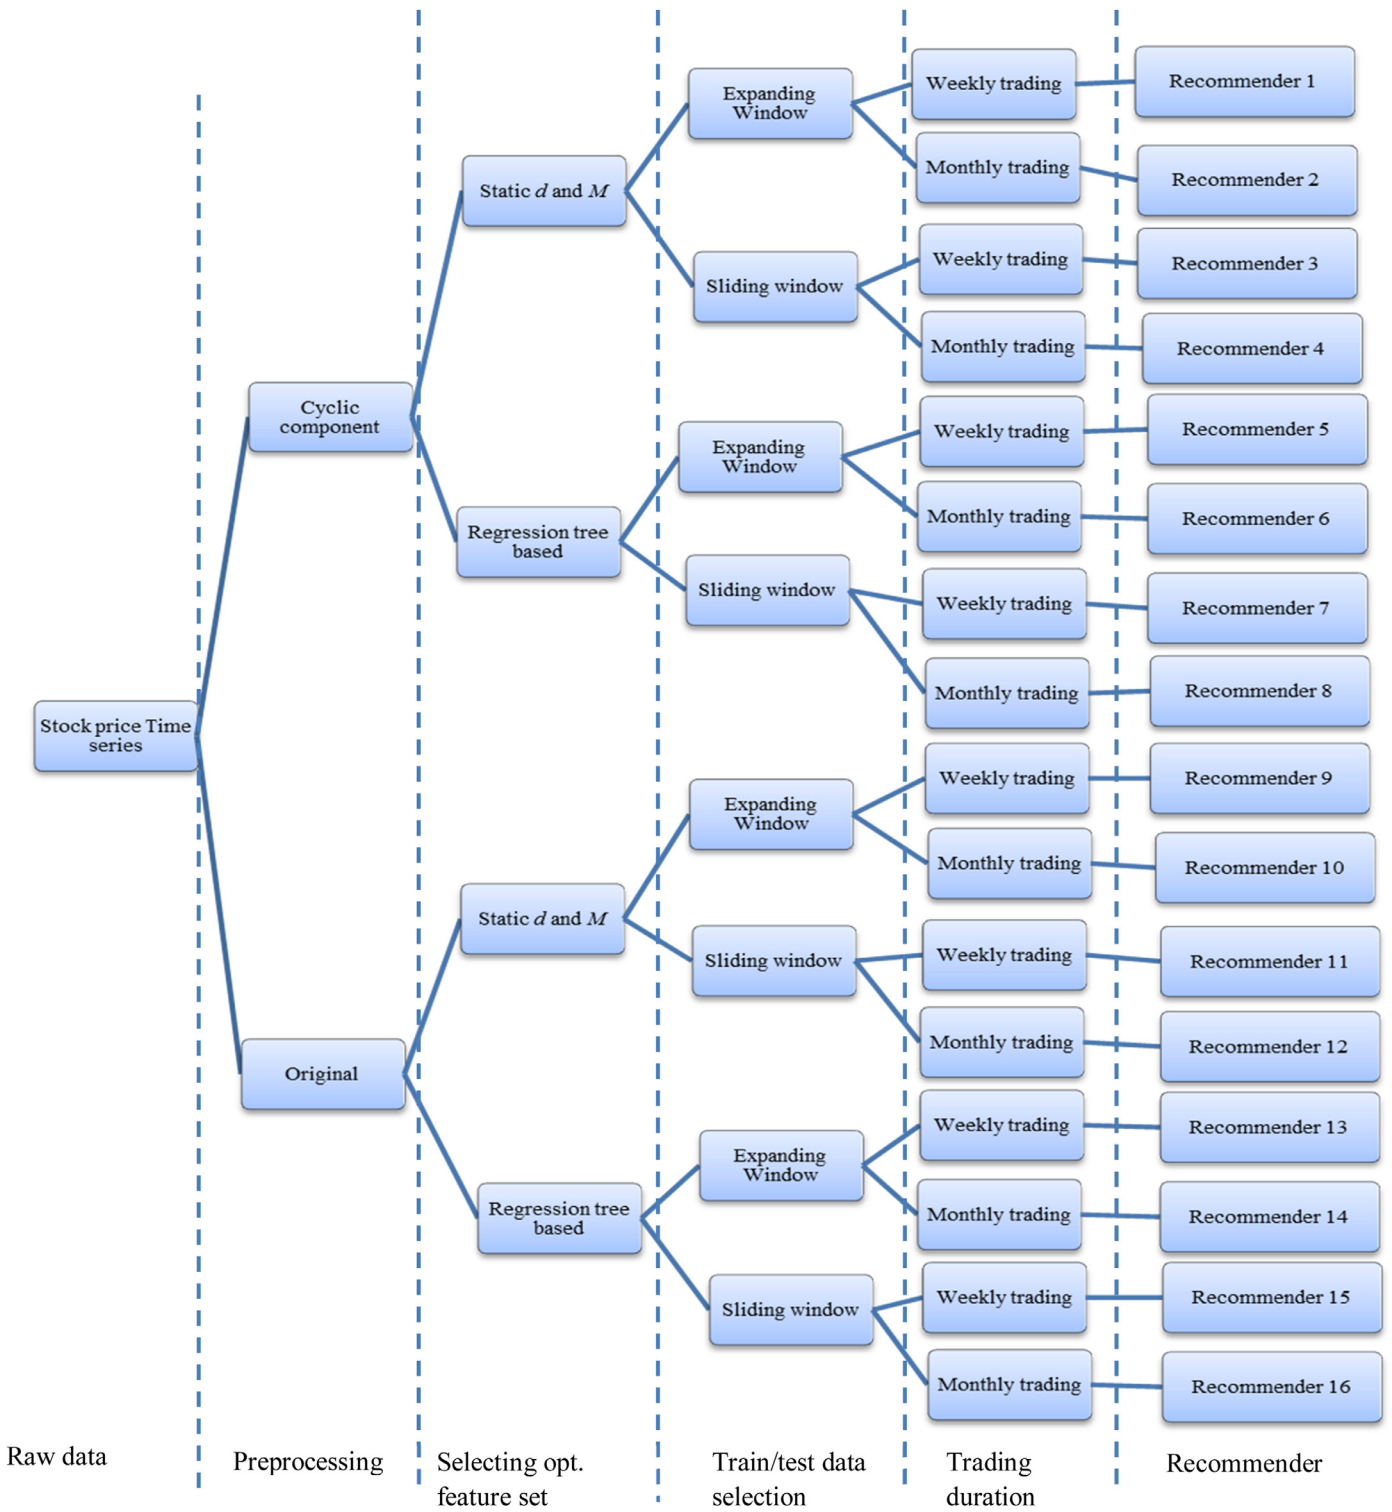 Stock price Time
series
Cyclic
component
Original
Static d and M
Regression tree
based
Static d and M
Regression tree
based
Expanding
Window
Sliding window
Expanding
Window
Sliding window
Expanding
Window
Sliding window
Expanding
Window
Sliding window
Weekly trading
Monthly trading
Weekly trading
Monthly trading
Weekly trading
Monthly trading
Weekly trading
Monthly trading
Weekly trading
Monthly trading
Weekly trading
Monthly trading
Weekly trading
Monthly trading
Weekly trading
Monthly trading
Recommender 1
Recommender 2
Recommender 3
Recommender 4
Recommender 5
Recommender 6
Recommender 7
Recommender 8
Recommender 9
Recommender 10
Recommender 11
Recommender 12
Recommender 13
Recommender 14
Recommender 15
Recommender 16
Raw data
Preprocessing
Selecting opt.
feature set
Train/test data
selection
Trading
duration
Recommender